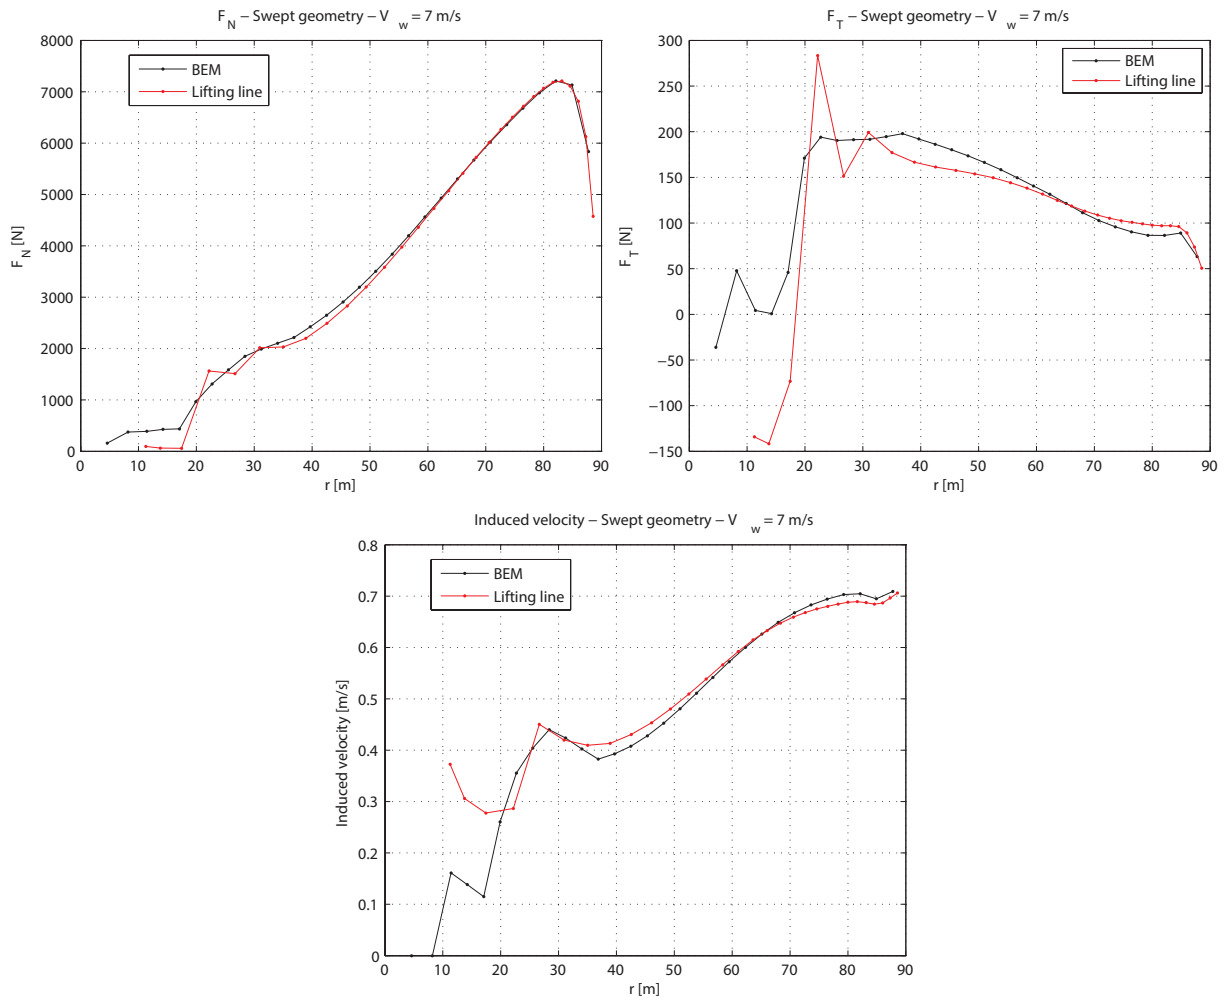 F_N – Swept geometry – V_w = 7 m/s
8000
7000
6000
5000
4000
3000
2000
1000
0
F_N [N]
BEM
Lifting line
0 10 20 30 40 50 60 70 80 90
r [m]
F_T – Swept geometry – V_w = 7 m/s
300
250
200
150
100
50
0
−50
−100
−150
F_T [N]
BEM
Lifting line
0 10 20 30 40 50 60 70 80 90
r [m]
Induced velocity – Swept geometry – V_w = 7 m/s
0.8
0.7
0.6
0.5
0.4
0.3
0.2
0.1
0
Induced velocity [m/s]
BEM
Lifting line
0 10 20 30 40 50 60 70 80 90
r [m]